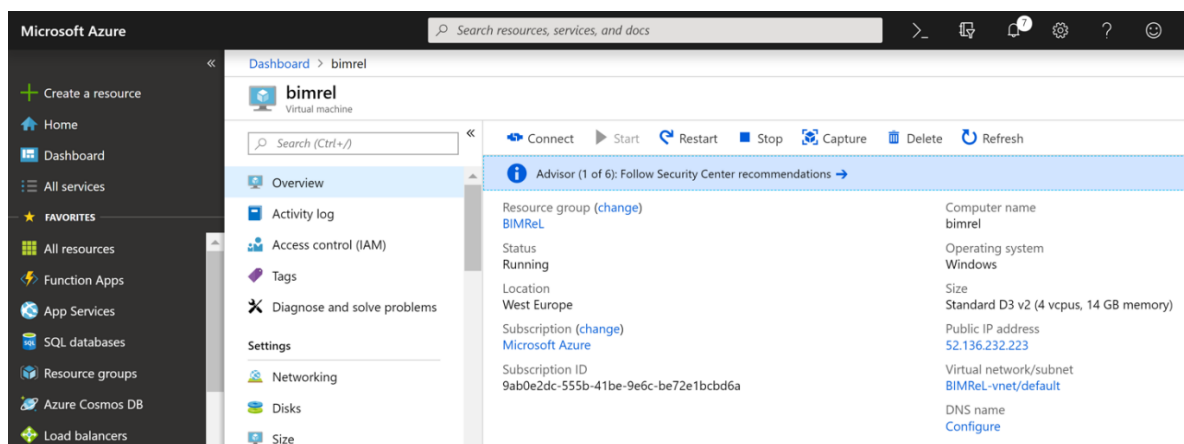 Microsoft Azure
Search resources, services, and docs
7
Create a resource
Home
Dashboard
All services
FAVORITES
All resources
Function Apps
App Services
SQL databases
Resource groups
Azure Cosmos DB
Load balancers
Dashboard > bimrel
bimrel
Virtual machine
Search (Ctrl+/)
Overview
Activity log
Access control (IAM)
Tags
Diagnose and solve problems
Settings
Networking
Disks
Size
Connect Start Restart Stop Capture Delete Refresh
Advisor (1 of 6): Follow Security Center recommendations →
Resource group (change)
BIMReL
Status
Running
Location
West Europe
Subscription (change)
Microsoft Azure
Subscription ID
9ab0e2dc-555b-41be-9e6c-be72e1bcbd6a
Computer name
bimrel
Operating system
Windows
Size
Standard D3 v2 (4 vcpus, 14 GB memory)
Public IP address
52.136.232.223
Virtual network/subnet
BIMReL-vnet/default
DNS name
Configure